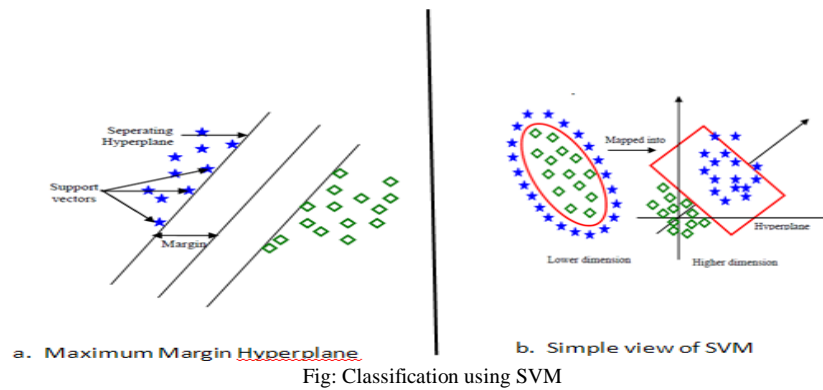 Seperating
Hyperplane
Support
vectors
Margin
a. Maximum Margin Hyperplane
Mapped into
Hyperplane
Lower dimension
Higher dimension
b. Simple view of SVM
Fig: Classification using SVM